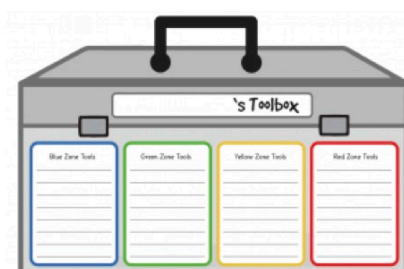 's Toolbox
Blue Zone Tools
Green Zone Tools
Yellow Zone Tools
Red Zone Tools